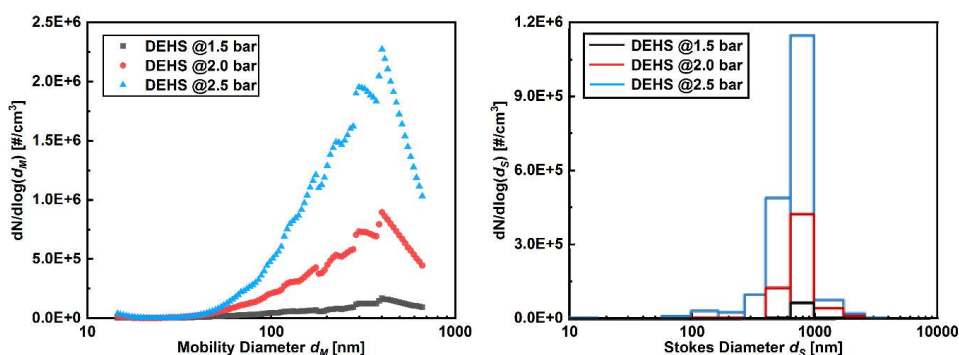 2.5E+6
2.0E+6
1.5E+6
1.0E+6
5.0E+5
0.0E+0
dN/dlog(d_M) [#/cm³]
DEHS @1.5 bar
DEHS @2.0 bar
DEHS @2.5 bar
10
100
1000
Mobility Diameter d_M [nm]
1.2E+6
9.0E+5
6.0E+5
3.0E+5
0.0E+0
dN/dlog(d_S) [#/cm³]
DEHS @1.5 bar
DEHS @2.0 bar
DEHS @2.5 bar
10
100
1000
10000
Stokes Diameter d_S [nm]